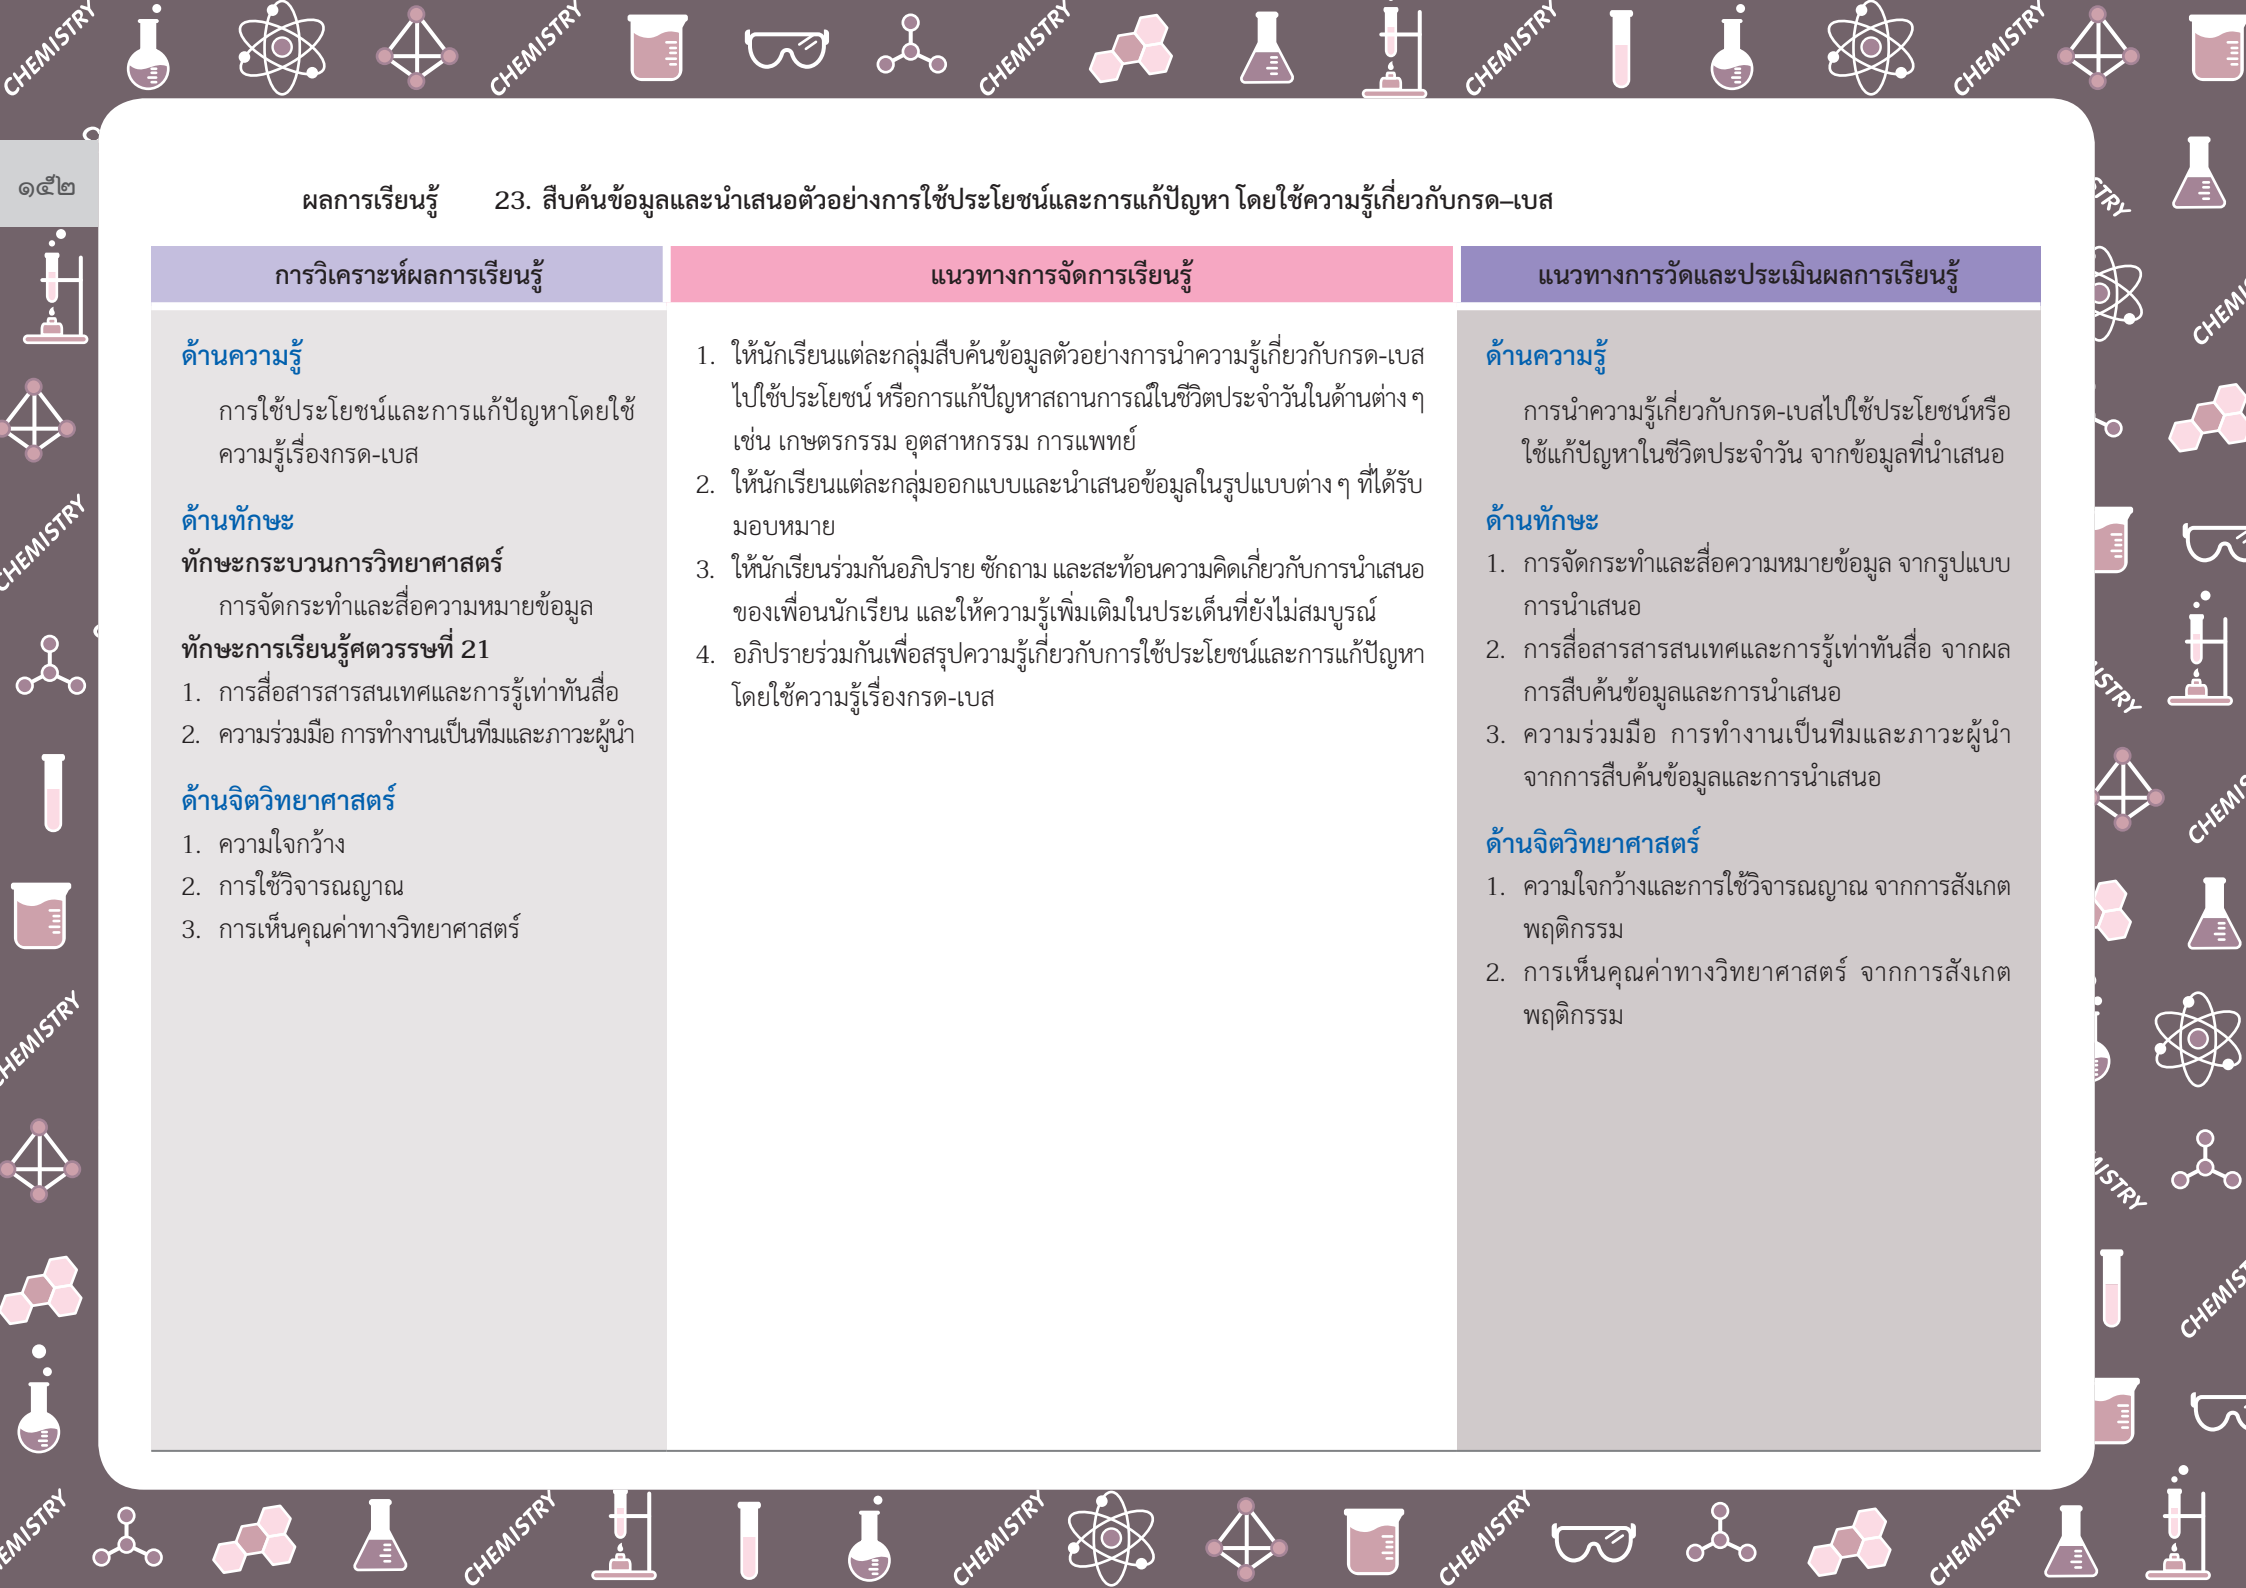 ๑๕๒
ผลการเรียนรู้ 23. สืบค้นข้อมูลและนำเสนอตัวอย่างการใช้ประโยชน์และการแก้ปัญหา โดยใช้ความรู้เกี่ยวกับกรด–เบส
การวิเคราะห์ผลการเรียนรู้
ด้านความรู้
การใช้ประโยชน์และการแก้ปัญหาโดยใช้
ความรู้เรื่องกรด-เบส
ด้านทักษะ
ทักษะกระบวนการวิทยาศาสตร์
การจัดกระทำและสื่อความหมายข้อมูล
ทักษะการเรียนรู้ศตวรรษที่ 21
1. การสื่อสารสารสนเทศและการรู้เท่าทันสื่อ
2. ความร่วมมือ การทำงานเป็นทีมและภาวะผู้นำ
ด้านจิตวิทยาศาสตร์
1. ความใจกว้าง
2. การใช้วิจารณญาณ
3. การเห็นคุณค่าทางวิทยาศาสตร์
แนวทางการจัดการเรียนรู้
1. ให้นักเรียนแต่ละกลุ่มสืบค้นข้อมูลตัวอย่างการนำความรู้เกี่ยวกับกรด-เบส
ไปใช้ประโยชน์ หรือการแก้ปัญหาสถานการณ์ในชีวิตประจำวันในด้านต่าง ๆ
เช่น เกษตรกรรม อุตสาหกรรม การแพทย์
2. ให้นักเรียนแต่ละกลุ่มออกแบบและนำเสนอข้อมูลในรูปแบบต่าง ๆ ที่ได้รับ
มอบหมาย
3. ให้นักเรียนร่วมกันอภิปราย ซักถาม และสะท้อนความคิดเกี่ยวกับการนำเสนอ
ของเพื่อนนักเรียน และให้ความรู้เพิ่มเติมในประเด็นที่ยังไม่สมบูรณ์
4. อภิปรายร่วมกันเพื่อสรุปความรู้เกี่ยวกับการใช้ประโยชน์และการแก้ปัญหา
โดยใช้ความรู้เรื่องกรด-เบส
แนวทางการวัดและประเมินผลการเรียนรู้
ด้านความรู้
การนำความรู้เกี่ยวกับกรด-เบสไปใช้ประโยชน์หรือ
ใช้แก้ปัญหาในชีวิตประจำวัน จากข้อมูลที่นำเสนอ
ด้านทักษะ
1. การจัดกระทำและสื่อความหมายข้อมูล จากรูปแบบ
การนำเสนอ
2. การสื่อสารสารสนเทศและการรู้เท่าทันสื่อ จากผล
การสืบค้นข้อมูลและการนำเสนอ
3. ความร่วมมือ การทำงานเป็นทีมและภาวะผู้นำ
จากการสืบค้นข้อมูลและการนำเสนอ
ด้านจิตวิทยาศาสตร์
1. ความใจกว้างและการใช้วิจารณญาณ จากการสังเกต
พฤติกรรม
2. การเห็นคุณค่าทางวิทยาศาสตร์ จากการสังเกต
พฤติกรรม
CHEMISTRY
CHEMISTRY
CHEMISTRY
CHEMISTRY
CHEMISTRY
CHEMISTRY
CHEMISTRY
CHEMISTRY
CHEMISTRY